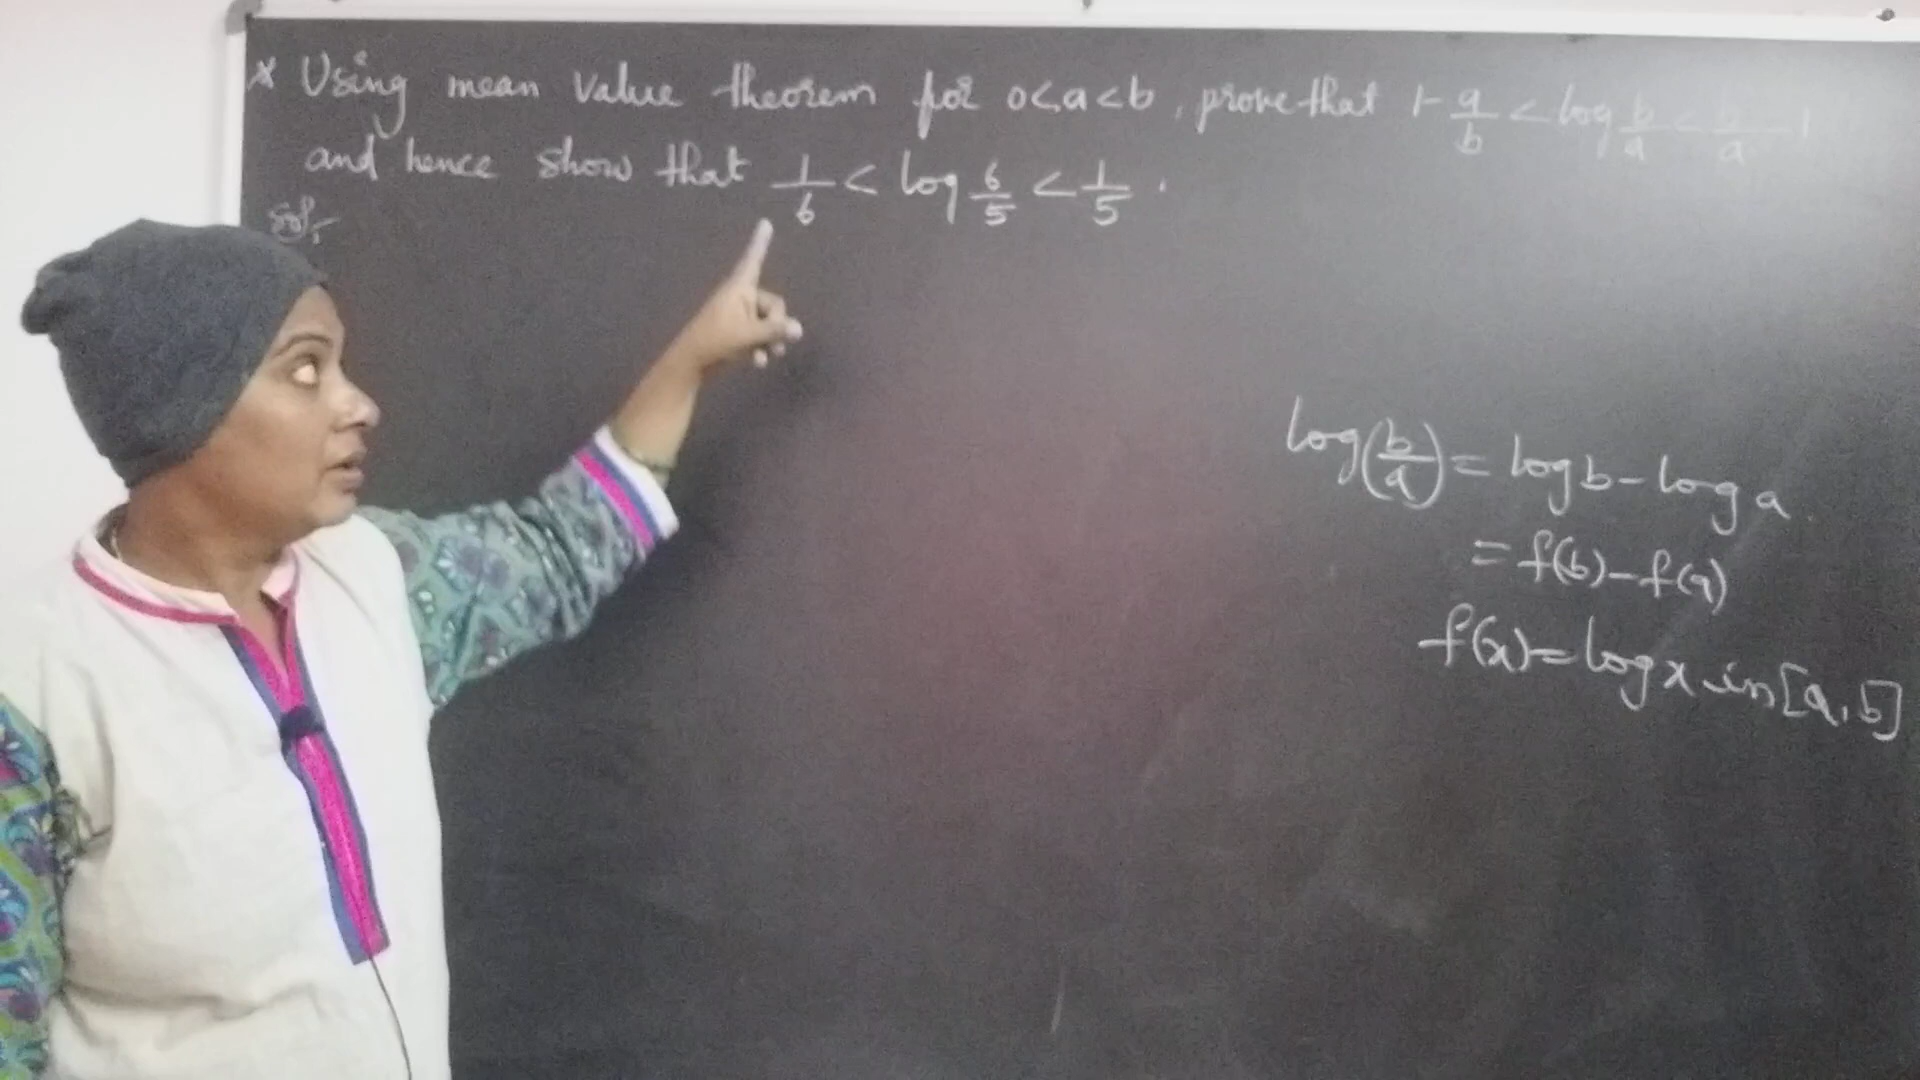 * Using mean value theorem for 0<a<b, prove that 1-a/b < log b/a < b/a - 1
and hence show that 1/6 < log 6/5 < 1/5.
Sol:-
log(b/a) = log b - log a
= f(b) - f(a)
f(x) = log x in [a, b]